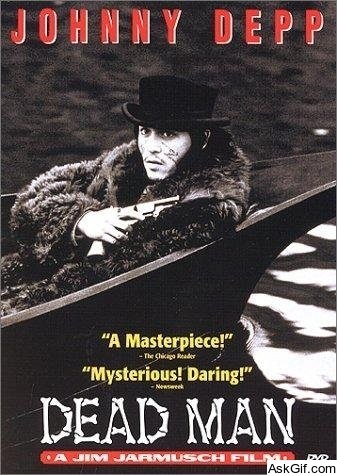 JOHNNY DEPP
"A Masterpiece!"
– The Chicago Reader
"Mysterious! Daring!"
– Newsweek
DEAD MAN
A JIM JARMUSCH FILM
DVD
AskGif.com